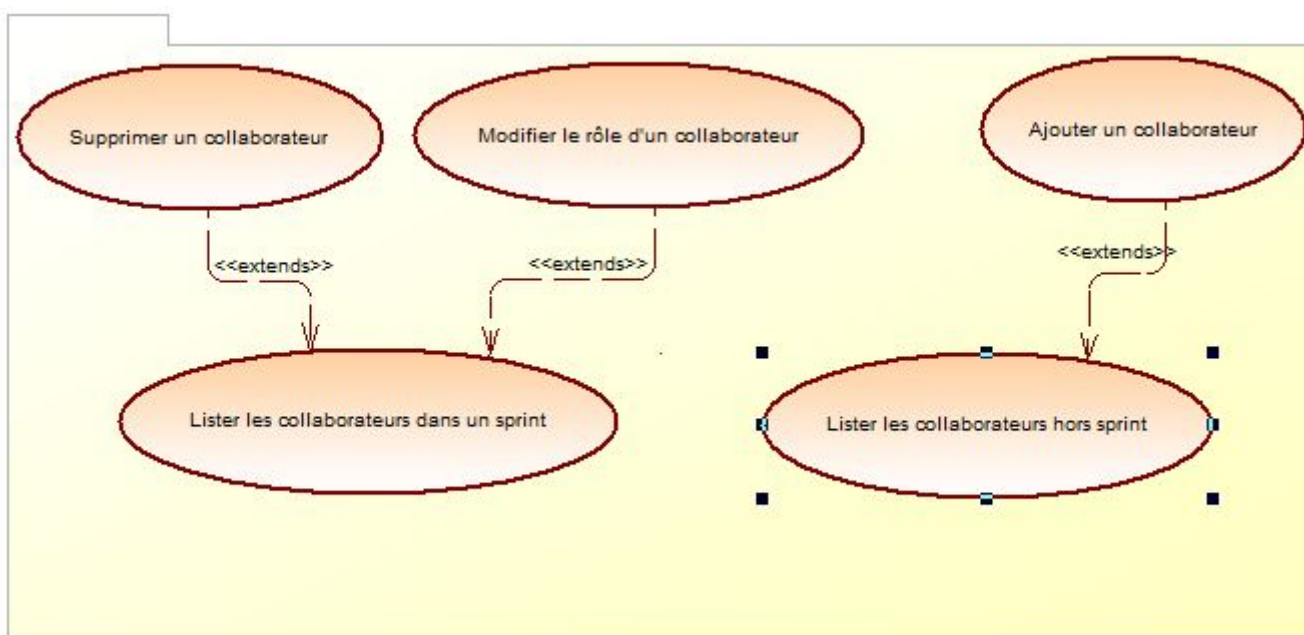 Supprimer un collaborateur
Modifier le rôle d'un collaborateur
Ajouter un collaborateur
<<extends>>
<<extends>>
<<extends>>
Lister les collaborateurs dans un sprint
Lister les collaborateurs hors sprint